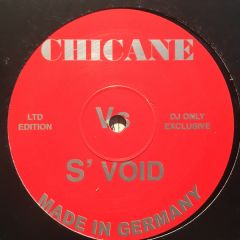 CHICANE
LTD
EDITION
Vs
DJ ONLY
EXCLUSIVE
S' VOID
MADE IN GERMANY